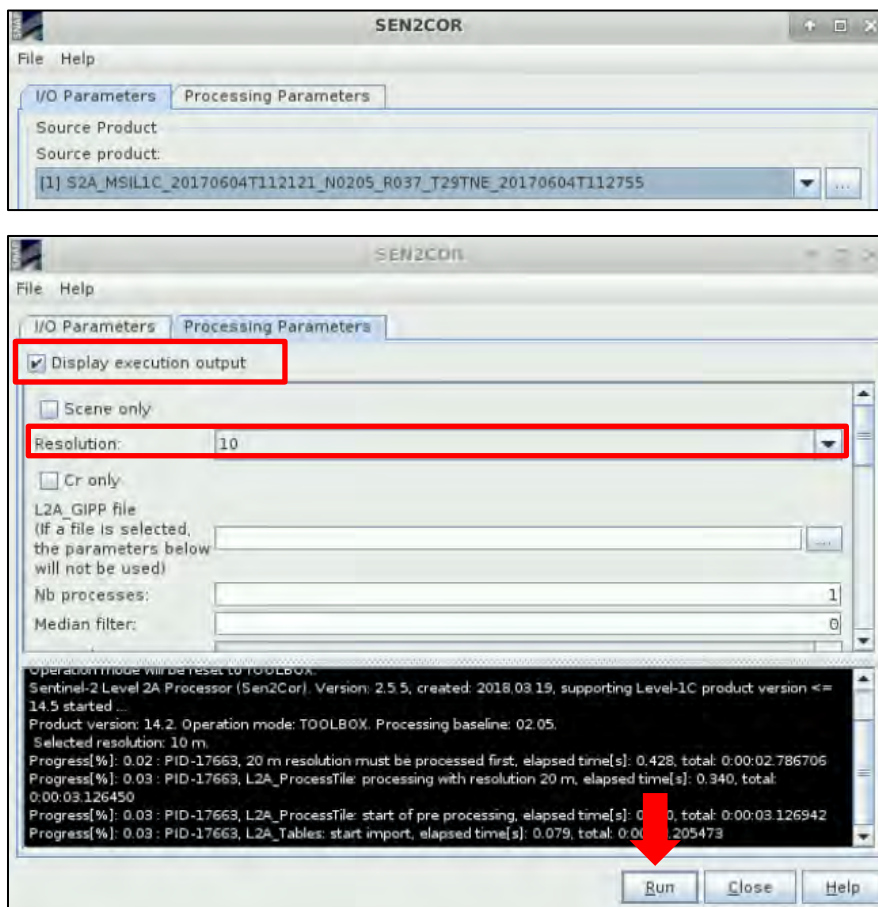 SEN2COR
File Help
I/O Parameters Processing Parameters
Source Product
Source product:
[1] S2A_MSIL1C_20170604T112121_N0205_R037_T29TNE_20170604T112755
...
SEN2COR
File Help
I/O Parameters Processing Parameters
Display execution output
Scene only
Resolution: 10
Cr only
L2A_GIPP file
(If a file is selected,
the parameters below
will not be used)
...
Nb processes: 1
Median filter: 0
Operation mode will be reset to TOOLBOX.
Sentinel-2 Level 2A Processor (Sen2Cor). Version: 2.5.5, created: 2018.03.19, supporting Level-1C product version <=
14.5 started ...
Product version: 14.2. Operation mode: TOOLBOX. Processing baseline: 02.05.
Selected resolution: 10 m.
Progress[%]: 0.02 : PID-17663, 20 m resolution must be processed first, elapsed time[s]: 0.428, total: 0:00:02.786706
Progress[%]: 0.03 : PID-17663, L2A_ProcessTile: processing with resolution 20 m, elapsed time[s]: 0.340, total:
0:00:03.126450
Progress[%]: 0.03 : PID-17663, L2A_ProcessTile: start of pre processing, elapsed time[s]: total: 0:00:03.126942
Progress[%]: 0.03 : PID-17663, L2A_Tables: start import, elapsed time[s]: 0.079, total:
Run Close Help